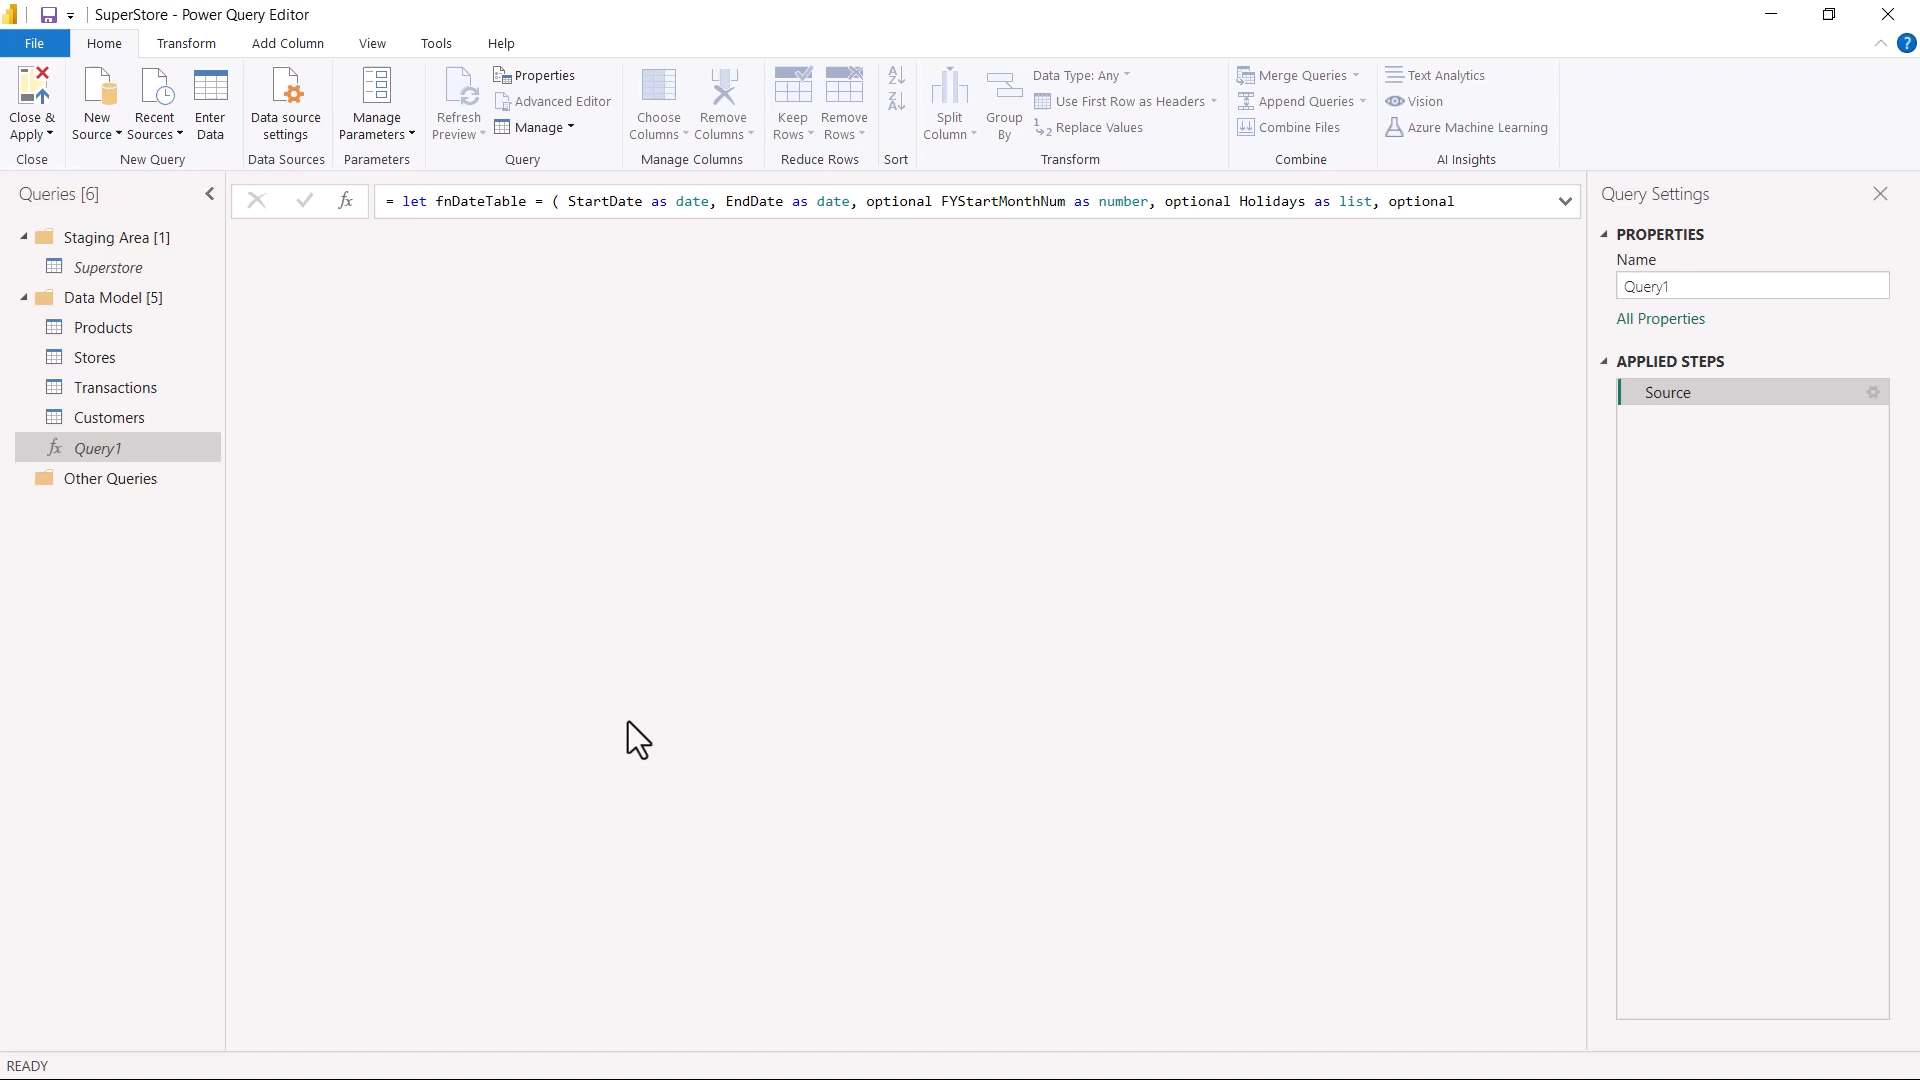 SuperStore - Power Query Editor
File
Home
Transform
Add Column
View
Tools
Help
?
Close &
Apply
New
Source
Recent
Sources
Enter
Data
Data source
settings
Manage
Parameters
Refresh
Preview
Properties
Advanced Editor
Manage
Choose
Columns
Remove
Columns
Keep
Rows
Remove
Rows
A
Z
Z
A
Split
Column
Group
By
Data Type: Any
Use First Row as Headers
1
2
Replace Values
Merge Queries
Append Queries
Combine Files
Text Analytics
Vision
Azure Machine Learning
Close
New Query
Data Sources
Parameters
Query
Manage Columns
Reduce Rows
Sort
Transform
Combine
AI Insights
Queries [6]
Staging Area [1]
Superstore
Data Model [5]
Products
Stores
Transactions
Customers
fx Query1
Other Queries
fx
= let fnDateTable = ( StartDate as date, EndDate as date, optional FYStartMonthNum as number, optional Holidays as list, optional
Query Settings
PROPERTIES
Name
Query1
All Properties
APPLIED STEPS
Source
READY